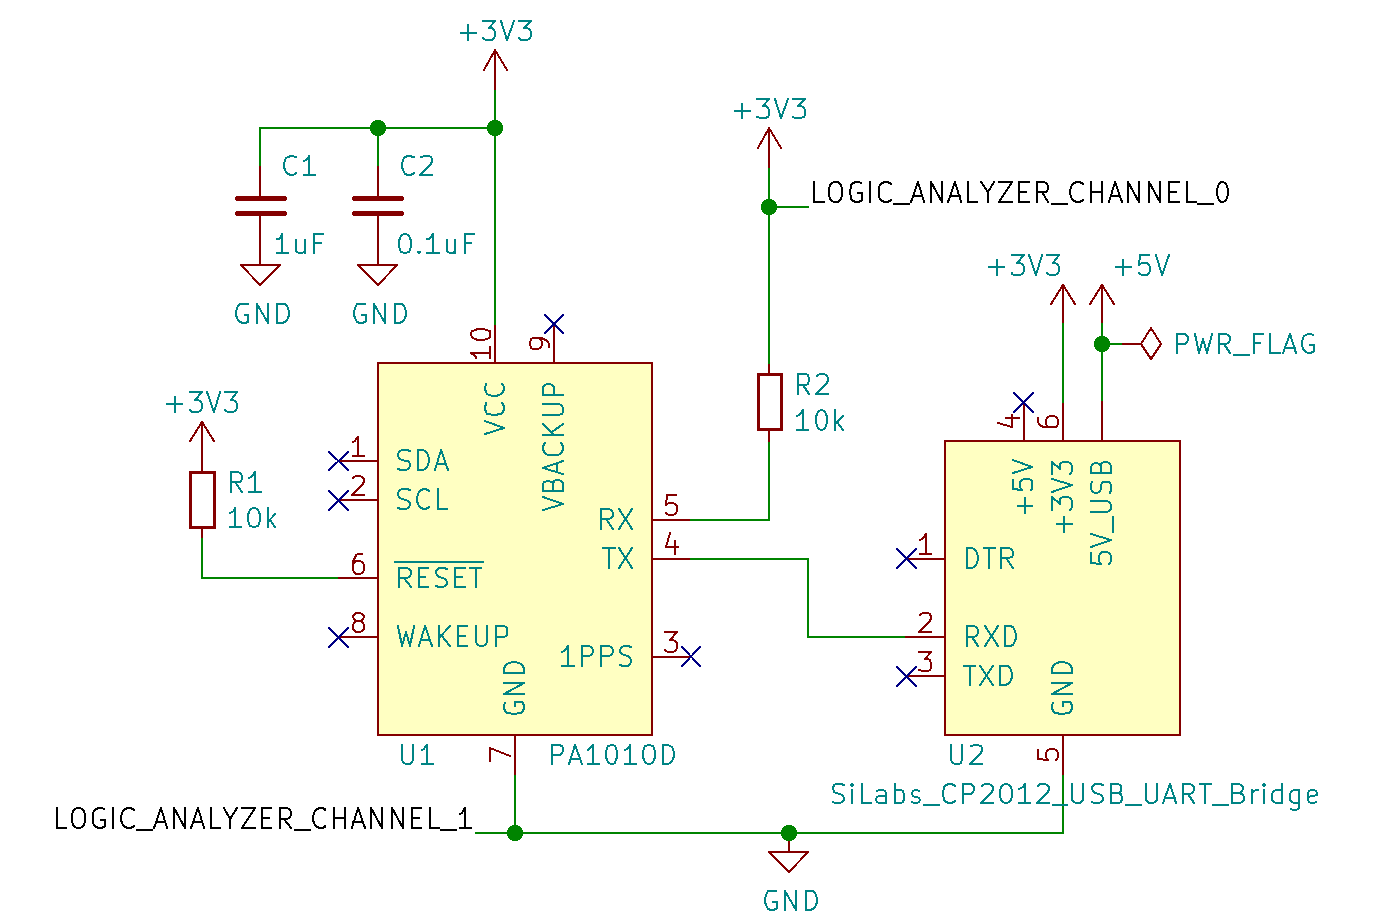 +3V3
+3V3
C1
C2
LOGIC_ANALYZER_CHANNEL_0
1uF
0.1uF
+3V3
+5V
GND
GND
PWR_FLAG
10
9
+3V3
VCC
VBACKUP
R2
10k
4
6
1
SDA
2
SCL
R1
10k
+5V
+3V3
5V_USB
RX
5
TX
4
1
DTR
6
RESET
8
WAKEUP
2
RXD
1PPS
3
3
TXD
GND
GND
U1
7
PA1010D
U2
5
SiLabs_CP2012_USB_UART_Bridge
LOGIC_ANALYZER_CHANNEL_1
GND